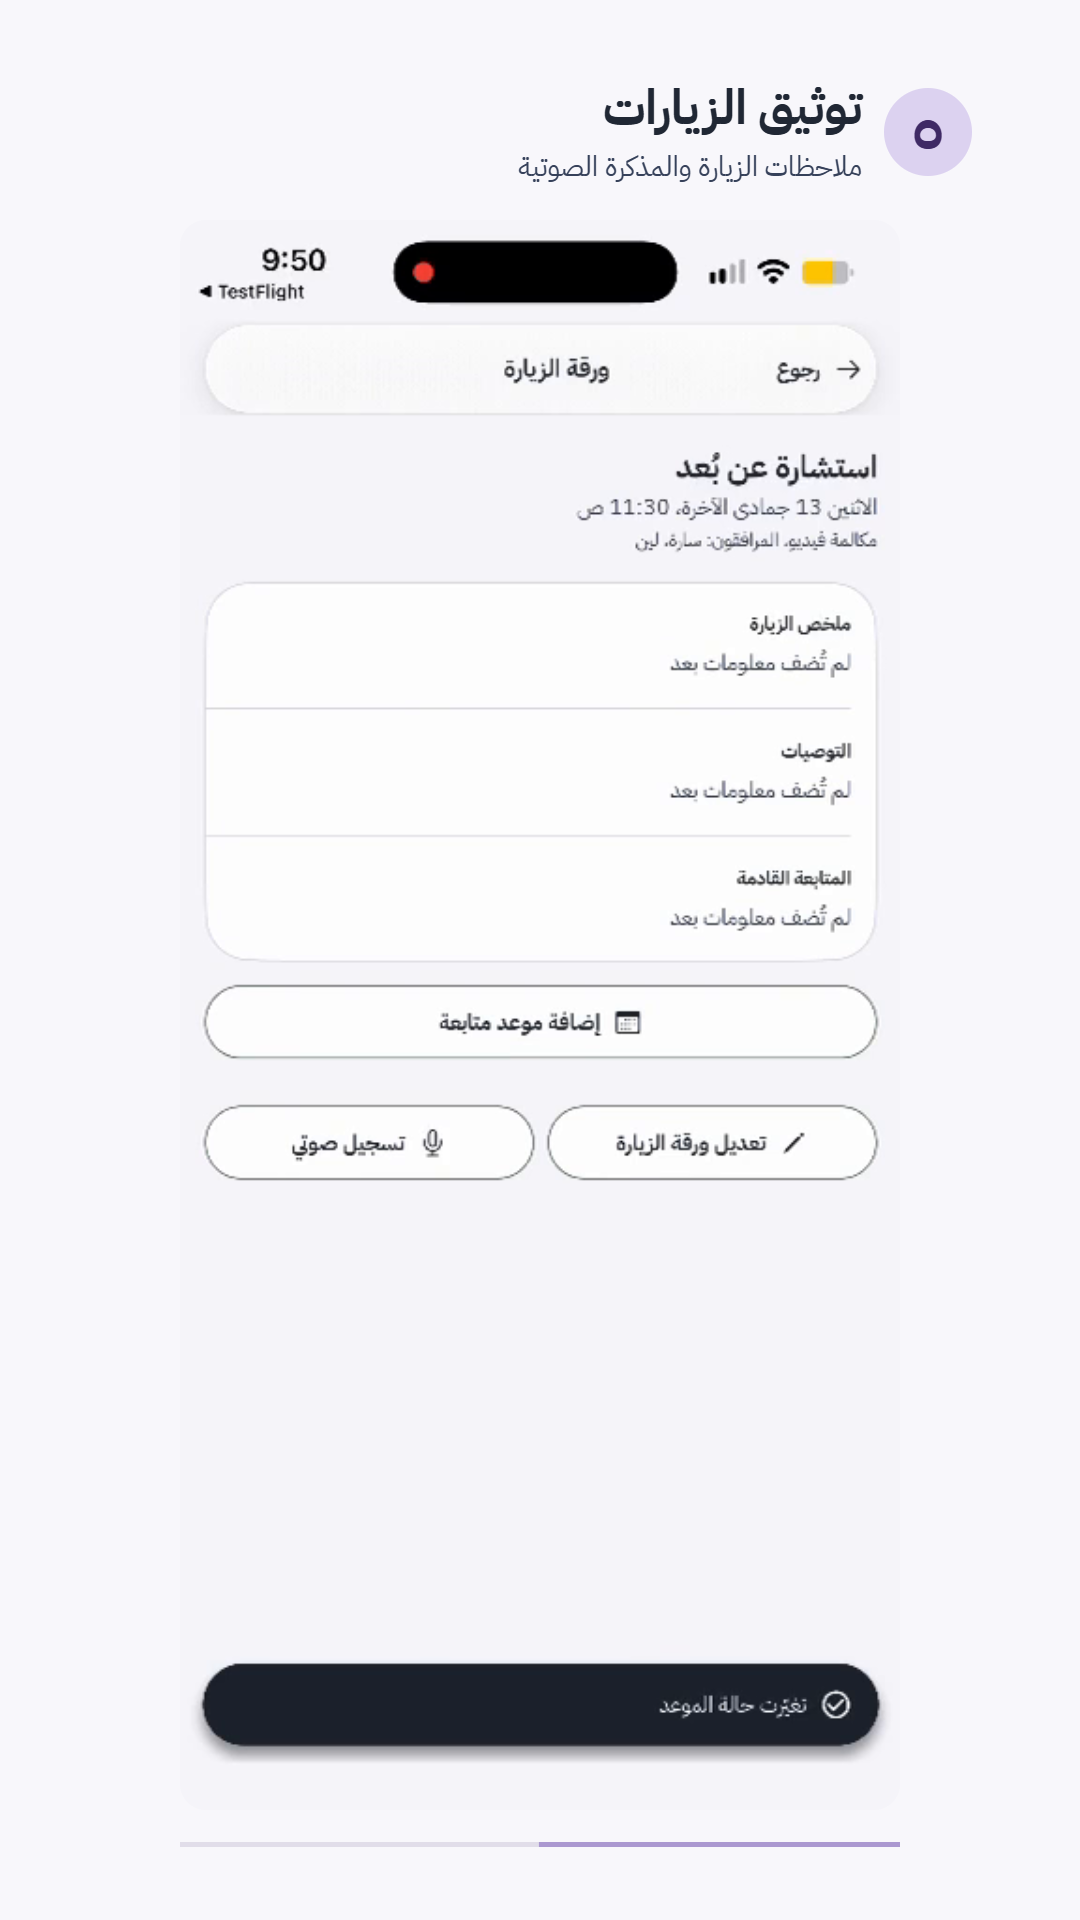 ٥
توثيق الزيارات
ملاحظات الزيارة والمذكرة الصوتية
9:50
◀ TestFlight
→ رجوع
ورقة الزيارة
استشارة عن بُعد
الاثنين 13 جمادى الآخرة، 11:30 ص
مكالمة فيديو، المرافقون: سارة، لين
ملخص الزيارة
لم تُضف معلومات بعد
التوصيات
لم تُضف معلومات بعد
المتابعة القادمة
لم تُضف معلومات بعد
إضافة موعد متابعة
تعديل ورقة الزيارة
تسجيل صوتي
تغيّرت حالة الموعد